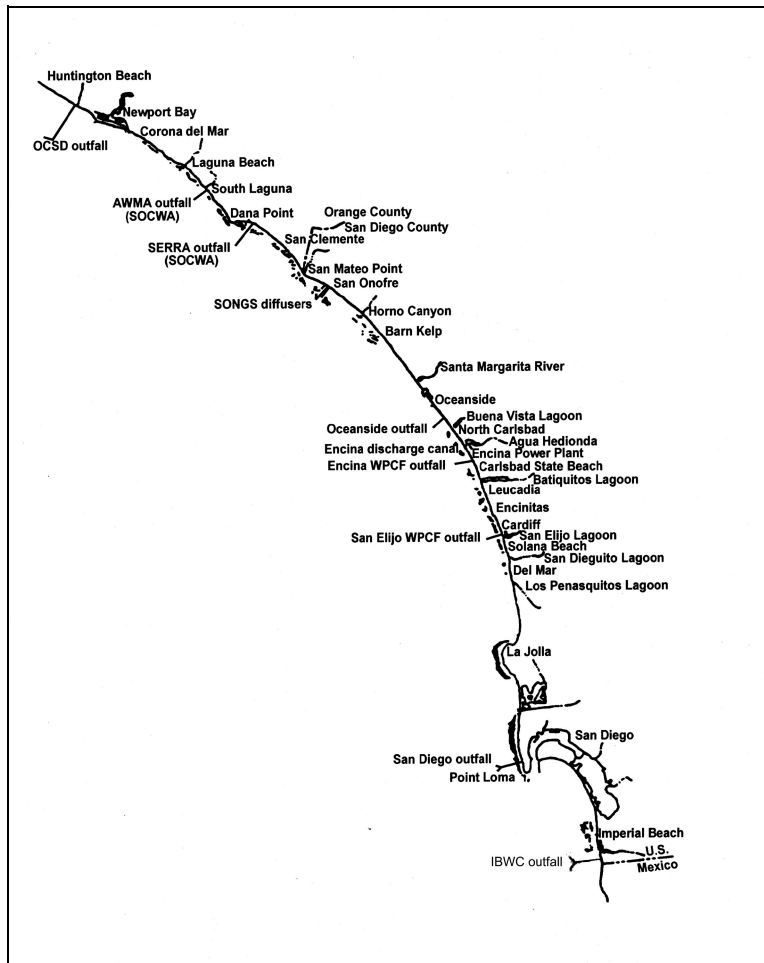 Huntington Beach
Newport Bay
Corona del Mar
OCSD outfall
Laguna Beach
South Laguna
AWMA outfall
(SOCWA)
Dana Point
Orange County
San Diego County
SERRA outfall
(SOCWA)
San Clemente
San Mateo Point
San Onofre
SONGS diffusers
Horno Canyon
Barn Kelp
Santa Margarita River
Oceanside
Buena Vista Lagoon
Oceanside outfall
North Carlsbad
Agua Hedionda
Encina discharge canal
Encina Power Plant
Encina WPCF outfall
Carlsbad State Beach
Batiquitos Lagoon
Leucadia
Encinitas
Cardiff
San Elijo WPCF outfall
San Elijo Lagoon
Solana Beach
San Dieguito Lagoon
Del Mar
Los Penasquitos Lagoon
La Jolla
San Diego
San Diego outfall
Point Loma
Imperial Beach
U.S.
IBWC outfall
Mexico